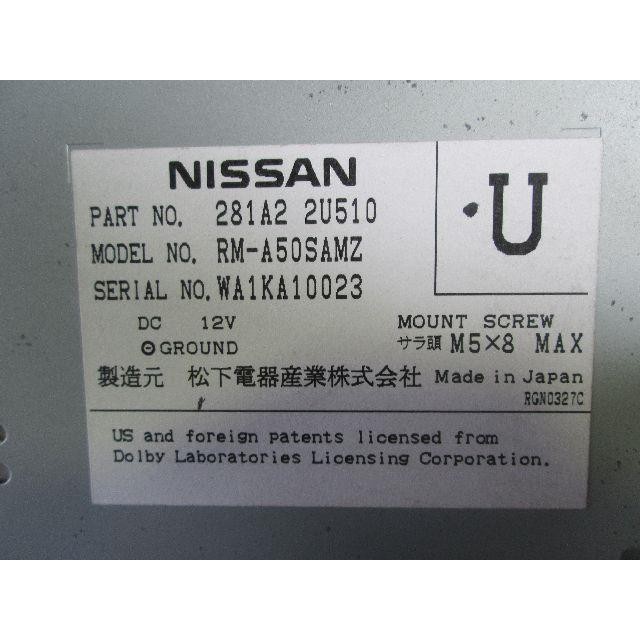 NISSAN
U
PART NO. 281A2 2U510
MODEL NO. RM-A50SAMZ
SERIAL NO. WA1KA10023
DC 12V
MOUNT SCREW
⊖GROUND
サラ頭 M5×8 MAX
製造元 松下電器産業株式会社 Made in Japan
RGN0327C
US and foreign patents licensed from
Dolby Laboratories Licensing Corporation.